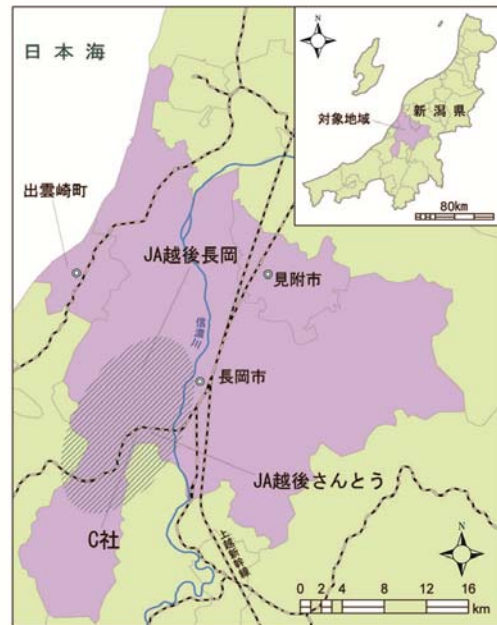 日本海
N
新潟県
対象地域
80km
出雲崎町
JA越後長岡
見附市
信濃川
長岡市
JA越後さんとう
C社
上越新幹線
N
0 2 4 8 12 16
km